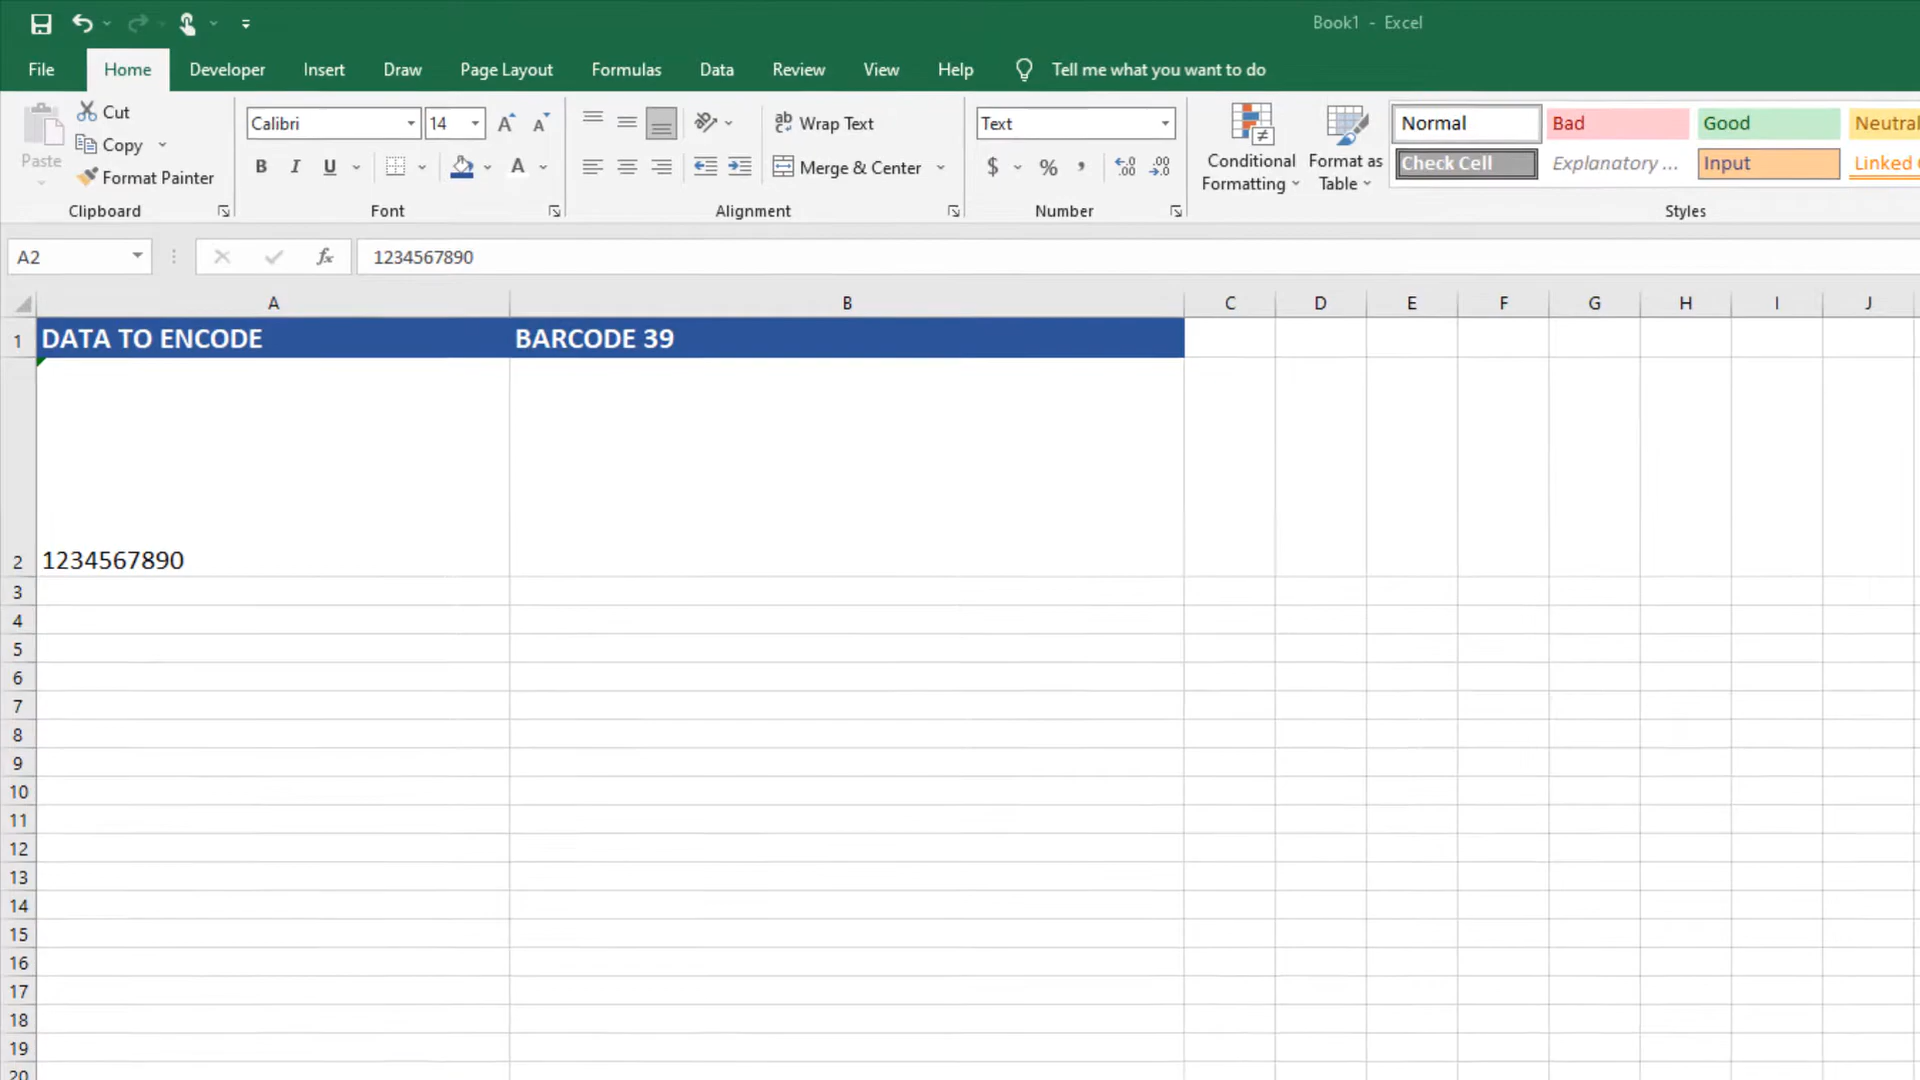 Book1 - Excel
File Home Developer Insert Draw Page Layout Formulas Data Review View Help Tell me what you want to do
Paste
Cut
Copy
Format Painter
Clipboard
Calibri 14 A A
B I U A
Font
ab Wrap Text
Merge & Center
Alignment
Text
$ % ,
Number
Conditional Formatting
Format as Table
Normal Bad Good Neutral
Check Cell Explanatory ... Input Linked
Styles
A2 fx 1234567890
A B C D E F G H I J
1 DATA TO ENCODE BARCODE 39
2 1234567890
3
4
5
6
7
8
9
10
11
12
13
14
15
16
17
18
19
20